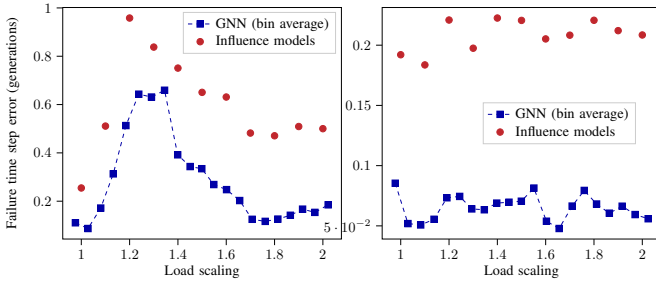 Failure time step error (generations)
1
0.8
0.6
0.4
0.2
1
1.2
1.4
1.6
1.8
2
Load scaling
GNN (bin average)
Influence models
0.2
0.15
0.1
5 · 10⁻²
1
1.2
1.4
1.6
1.8
2
Load scaling
GNN (bin average)
Influence models